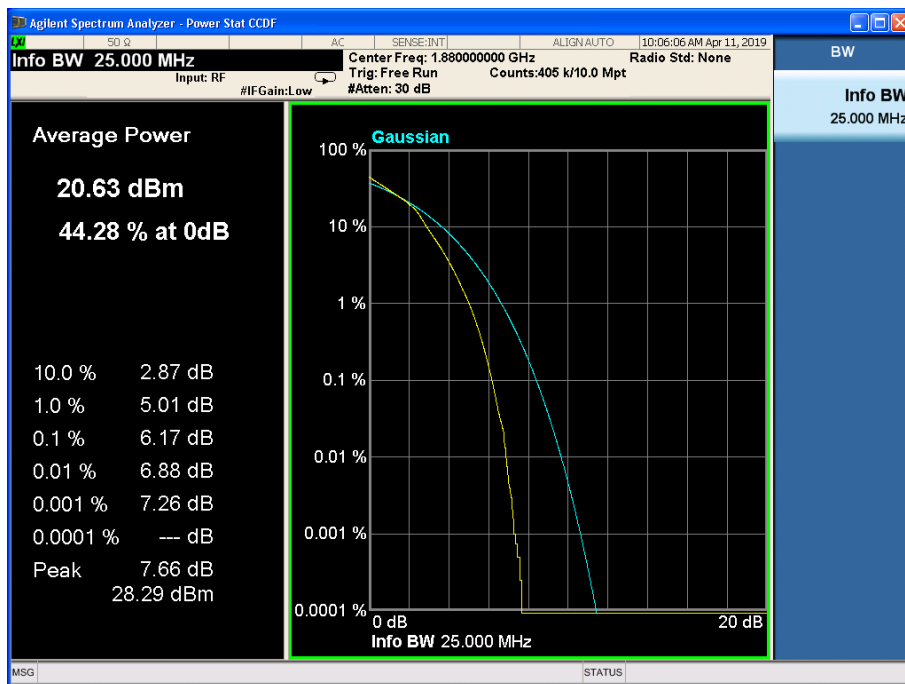 Agilent Spectrum Analyzer - Power Stat CCDF
LXI 50 Ω AC SENSE:INT ALIGN AUTO 10:06:06 AM Apr 11, 2019
BW
Info BW 25.000 MHz
Center Freq: 1.880000000 GHz Radio Std: None
Input: RF
Trig: Free Run Counts:405 k/10.0 Mpt
#IFGain:Low
#Atten: 30 dB
Info BW
25.000 MHz
Average Power
20.63 dBm
44.28 % at 0dB
10.0 % 2.87 dB
1.0 % 5.01 dB
0.1 % 6.17 dB
0.01 % 6.88 dB
0.001 % 7.26 dB
0.0001 % --- dB
Peak 7.66 dB
28.29 dBm
Gaussian
100 %
10 %
1 %
0.1 %
0.01 %
0.001 %
0.0001 %
0 dB 20 dB
Info BW 25.000 MHz
MSG STATUS